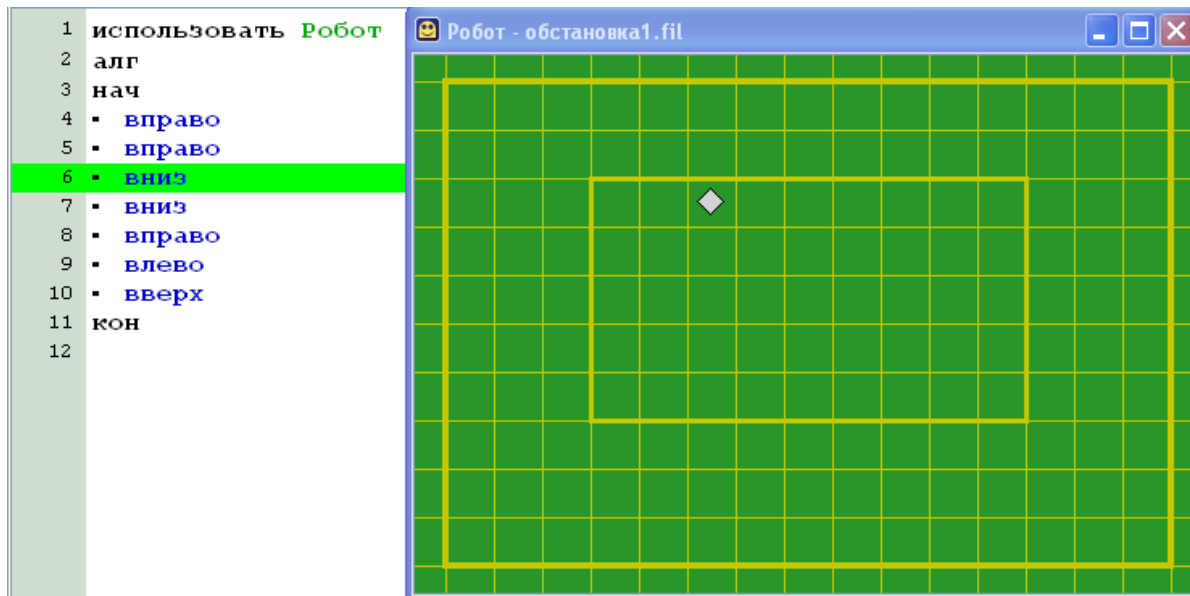 1 использовать Робот
2 алг
3 нач
4 ▪ вправо
5 ▪ вправо
6 ▪ вниз
7 ▪ вниз
8 ▪ вправо
9 ▪ влево
10 ▪ вверх
11 кон
12
Робот - обстановка1.fil